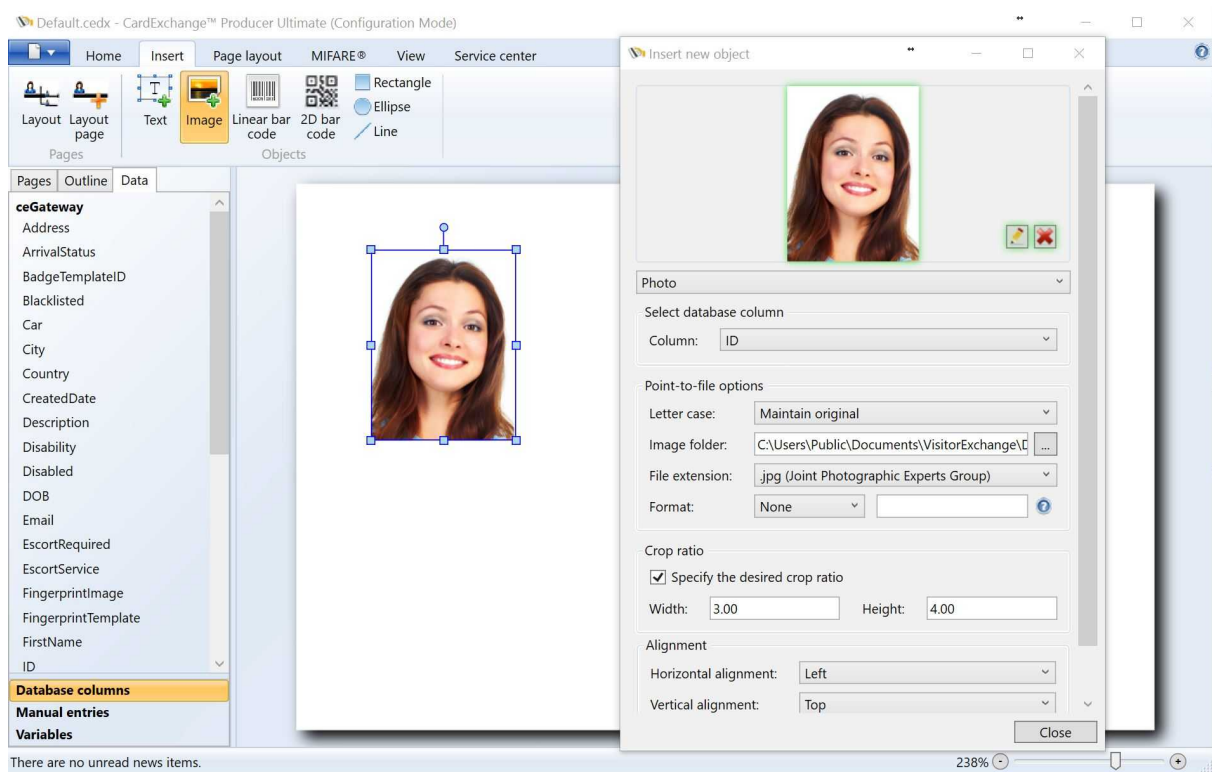 Default.cedx - CardExchange™ Producer Ultimate (Configuration Mode)
Home Insert Page layout MIFARE® View Service center
Layout Layout page Text Image Linear bar code 2D bar code
Rectangle
Ellipse
Line
Pages Objects
Pages Outline Data
ceGateway
Address
ArrivalStatus
BadgeTemplateID
Blacklisted
Car
City
Country
CreatedDate
Description
Disability
Disabled
DOB
Email
EscortRequired
EscortService
FingerprintImage
FingerprintTemplate
FirstName
ID
Database columns
Manual entries
Variables
Insert new object
Photo
Select database column
Column: ID
Point-to-file options
Letter case: Maintain original
Image folder: C:\Users\Public\Documents\VisitorExchange\ ...
File extension: .jpg (Joint Photographic Experts Group)
Format: None
Crop ratio
Specify the desired crop ratio
Width: 3.00 Height: 4.00
Alignment
Horizontal alignment: Left
Vertical alignment: Top
Close
There are no unread news items.
238%